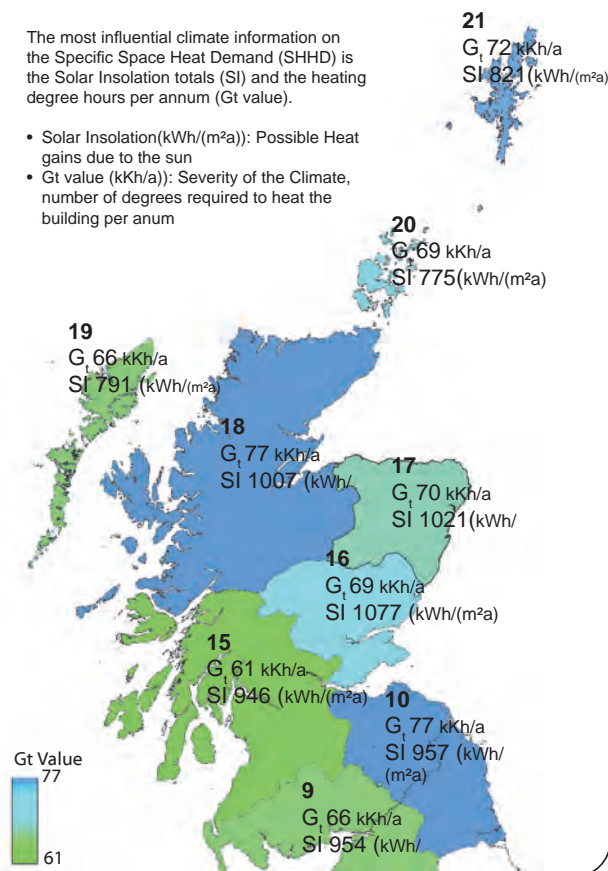 The most influential climate information on
the Specific Space Heat Demand (SHHD) is
the Solar Insolation totals (SI) and the heating
degree hours per annum (Gt value).
• Solar Insolation(kWh/(m²a)): Possible Heat
gains due to the sun
• Gt value (kKh/a)): Severity of the Climate,
number of degrees required to heat the
building per anum
21
Gt 72 kKh/a
SI 821(kWh/(m²a)
20
Gt 69 kKh/a
SI 775(kWh/(m²a)
19
Gt 66 kKh/a
SI 791 (kWh/(m²a)
18
Gt 77 kKh/a
SI 1007 (kWh/
17
Gt 70 kKh/a
SI 1021(kWh/
16
Gt 69 kKh/a
SI 1077 (kWh/(m²a)
15
Gt 61 kKh/a
SI 946 (kWh/(m²a)
10
Gt 77 kKh/a
SI 957 (kWh/
(m²a)
9
Gt 66 kKh/a
SI 954 (kWh/
Gt Value
77
61